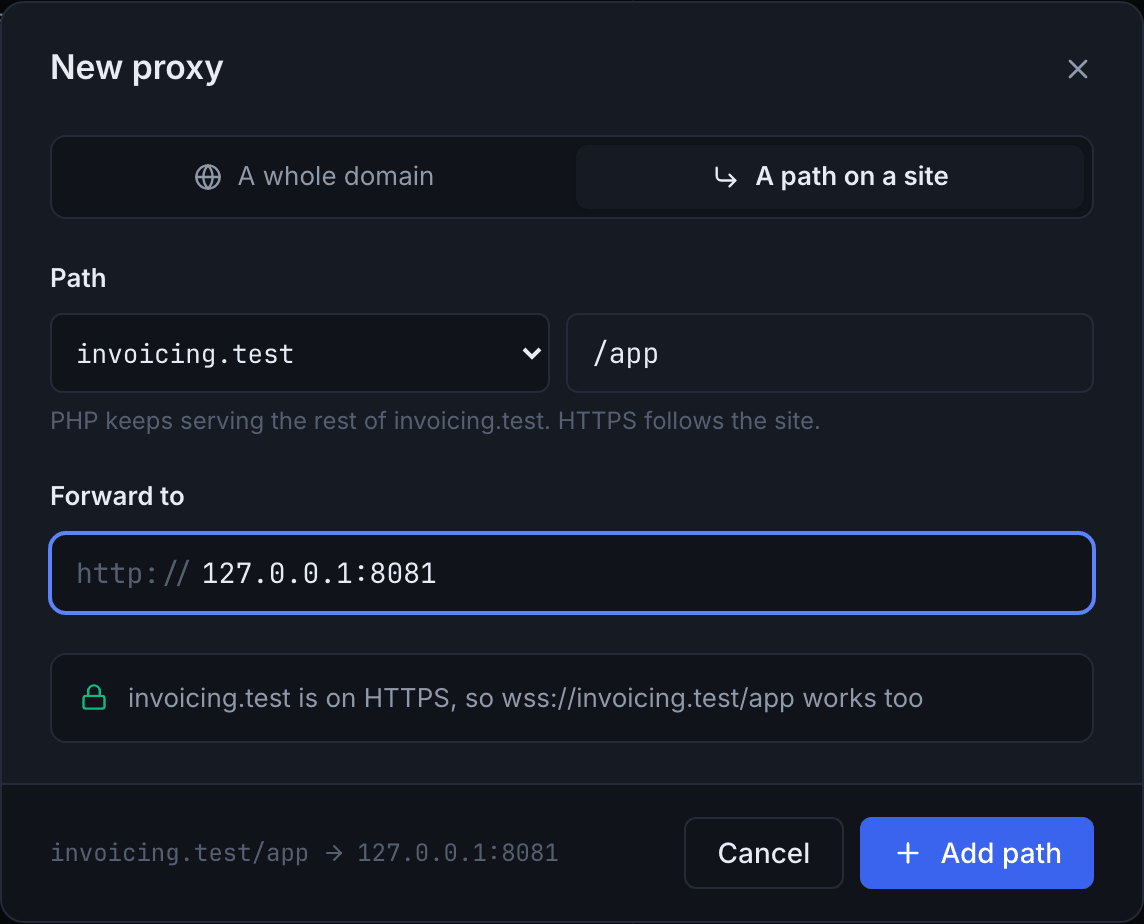 New proxy
A whole domain
A path on a site
Path
invoicing.test
/app
PHP keeps serving the rest of invoicing.test. HTTPS follows the site.
Forward to
http:// 127.0.0.1:8081
invoicing.test is on HTTPS, so wss://invoicing.test/app works too
invoicing.test/app → 127.0.0.1:8081
Cancel
+ Add path